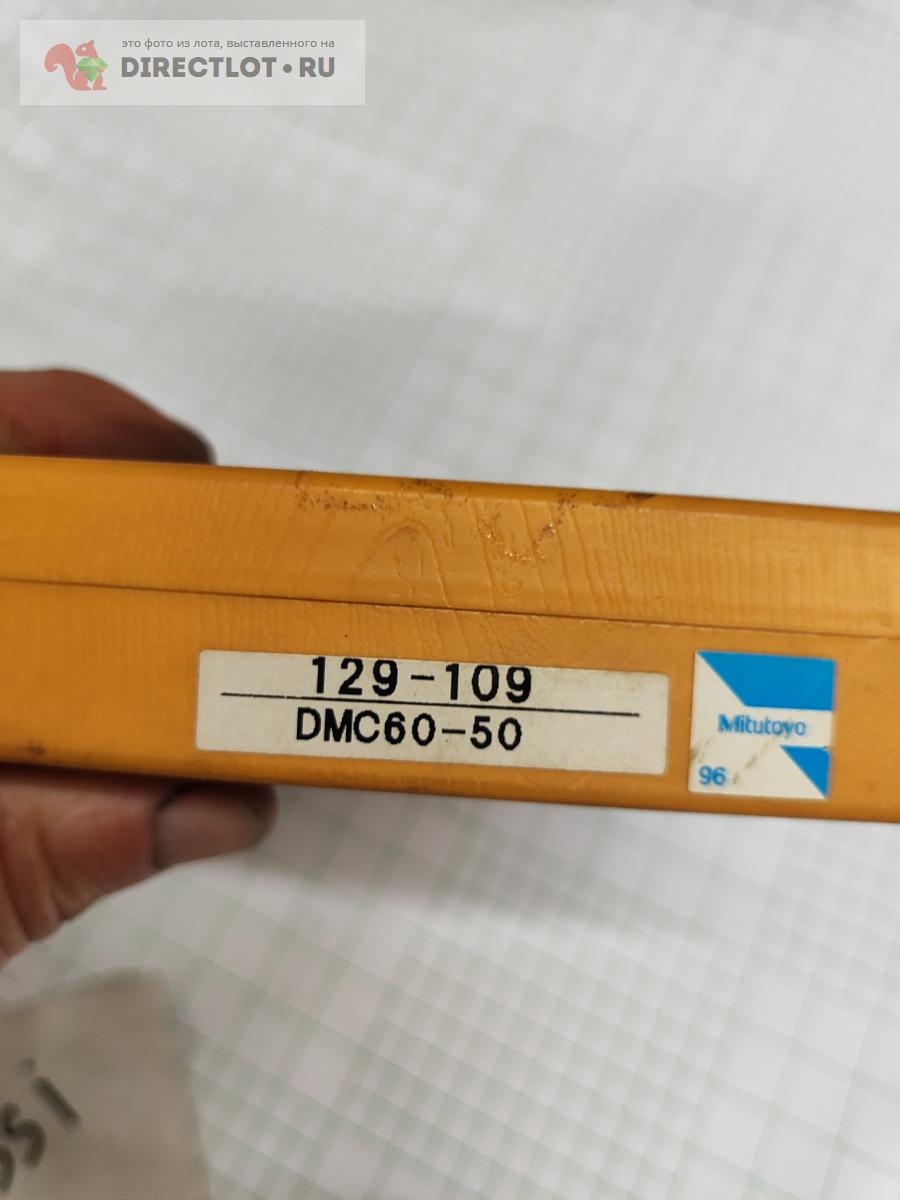 это фото из лота, выставленного на
DIRECTLOT•RU
129-109
DMC60-50
Mitutoyo
96